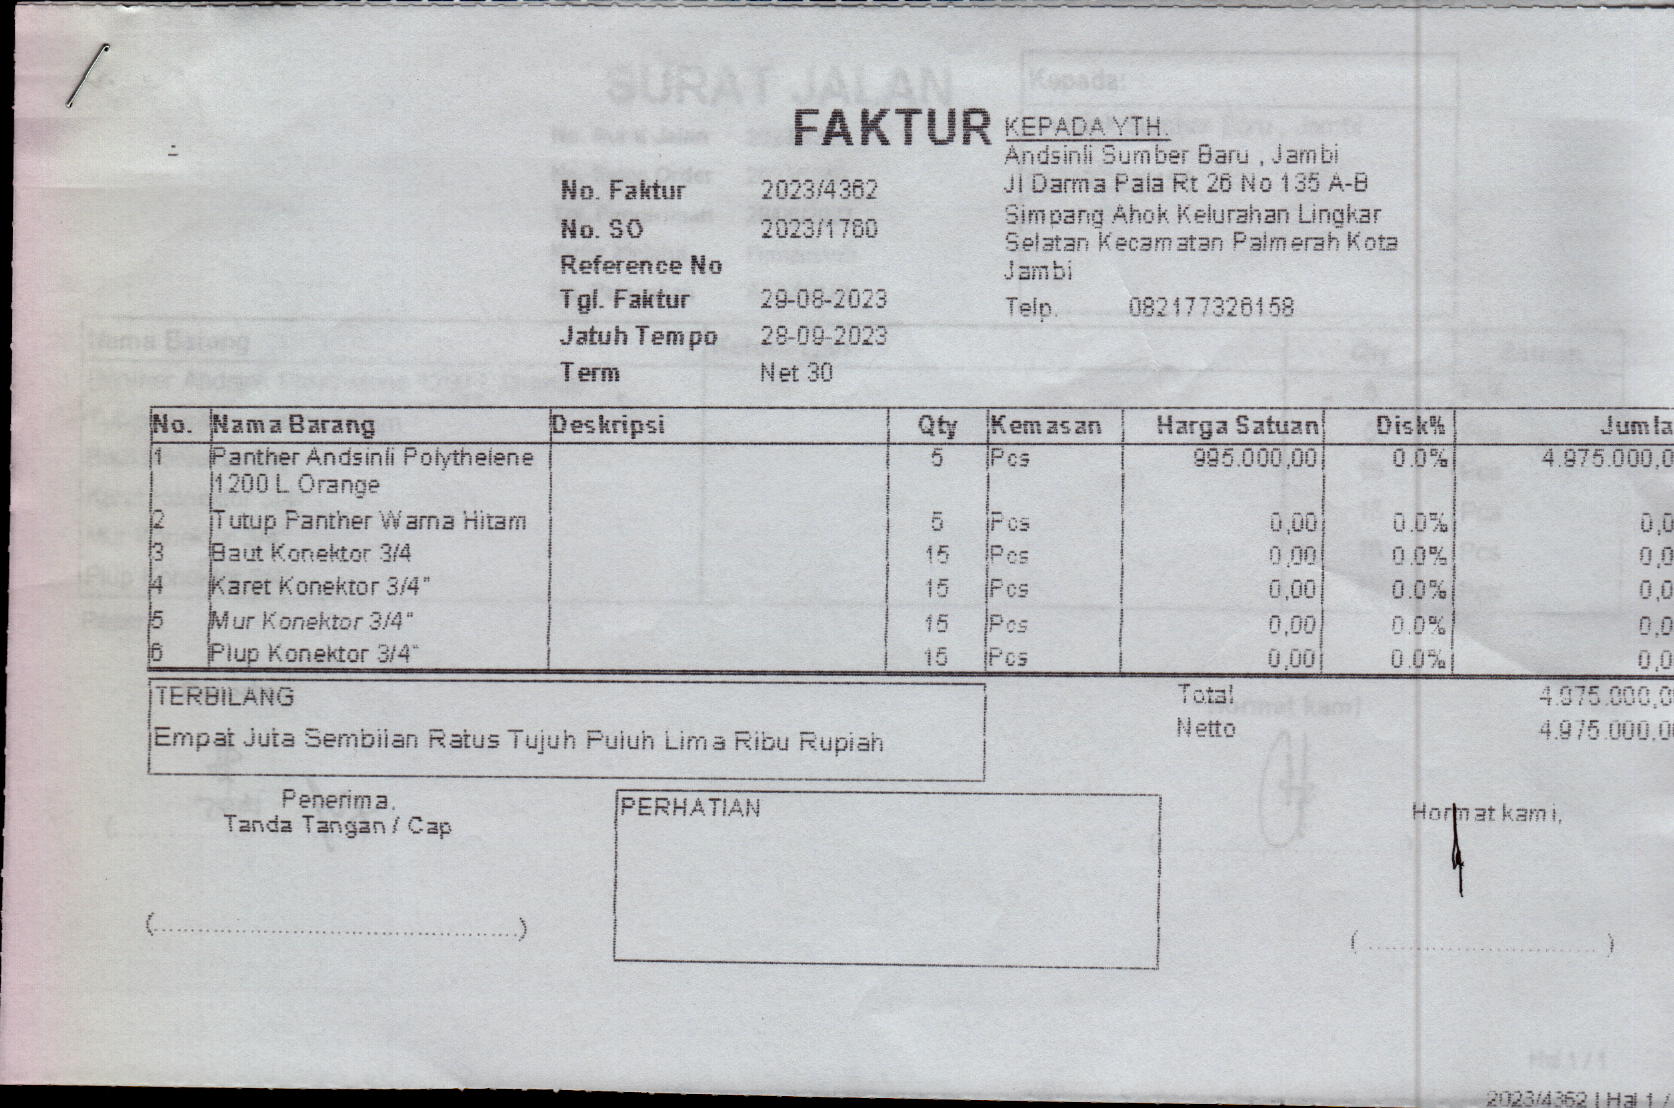 FAKTUR
No. Faktur 2023/4362
No. SO 2023/1760
Reference No
Tgl. Faktur 29-08-2023
Jatuh Tempo 28-09-2023
Term Net 30
KEPADA YTH.
Andsinli Sumber Baru , Jambi
Jl Darma Pala Rt 26 No 135 A-B
Simpang Ahok Kelurahan Lingkar
Selatan Kecamatan Palmerah Kota
Jambi
Telp. 082177326158
No. Nama Barang Deskripsi Qty Kemasan Harga Satuan Disk% Jumla
1 Panther Andsinli Polythelene 5 Pcs 995.000,00 0.0% 4.975.000,0
1200 L Orange
2 Tutup Panther Warna Hitam 5 Pcs 0,00 0.0% 0,0
3 Baut Konektor 3/4 15 Pcs 0,00 0.0% 0,0
4 Karet Konektor 3/4" 15 Pcs 0,00 0.0% 0,0
5 Mur Konektor 3/4" 15 Pcs 0,00 0.0% 0,0
6 Plup Konektor 3/4" 15 Pcs 0,00 0.0% 0,0
TERBILANG
Empat Juta Sembilan Ratus Tujuh Puluh Lima Ribu Rupiah
Total 4.975.000,0
Netto 4.975.000,0
Penerima,
Tanda Tangan / Cap
PERHATIAN
Hormat kami,
2023/4362 | Hal 1 /